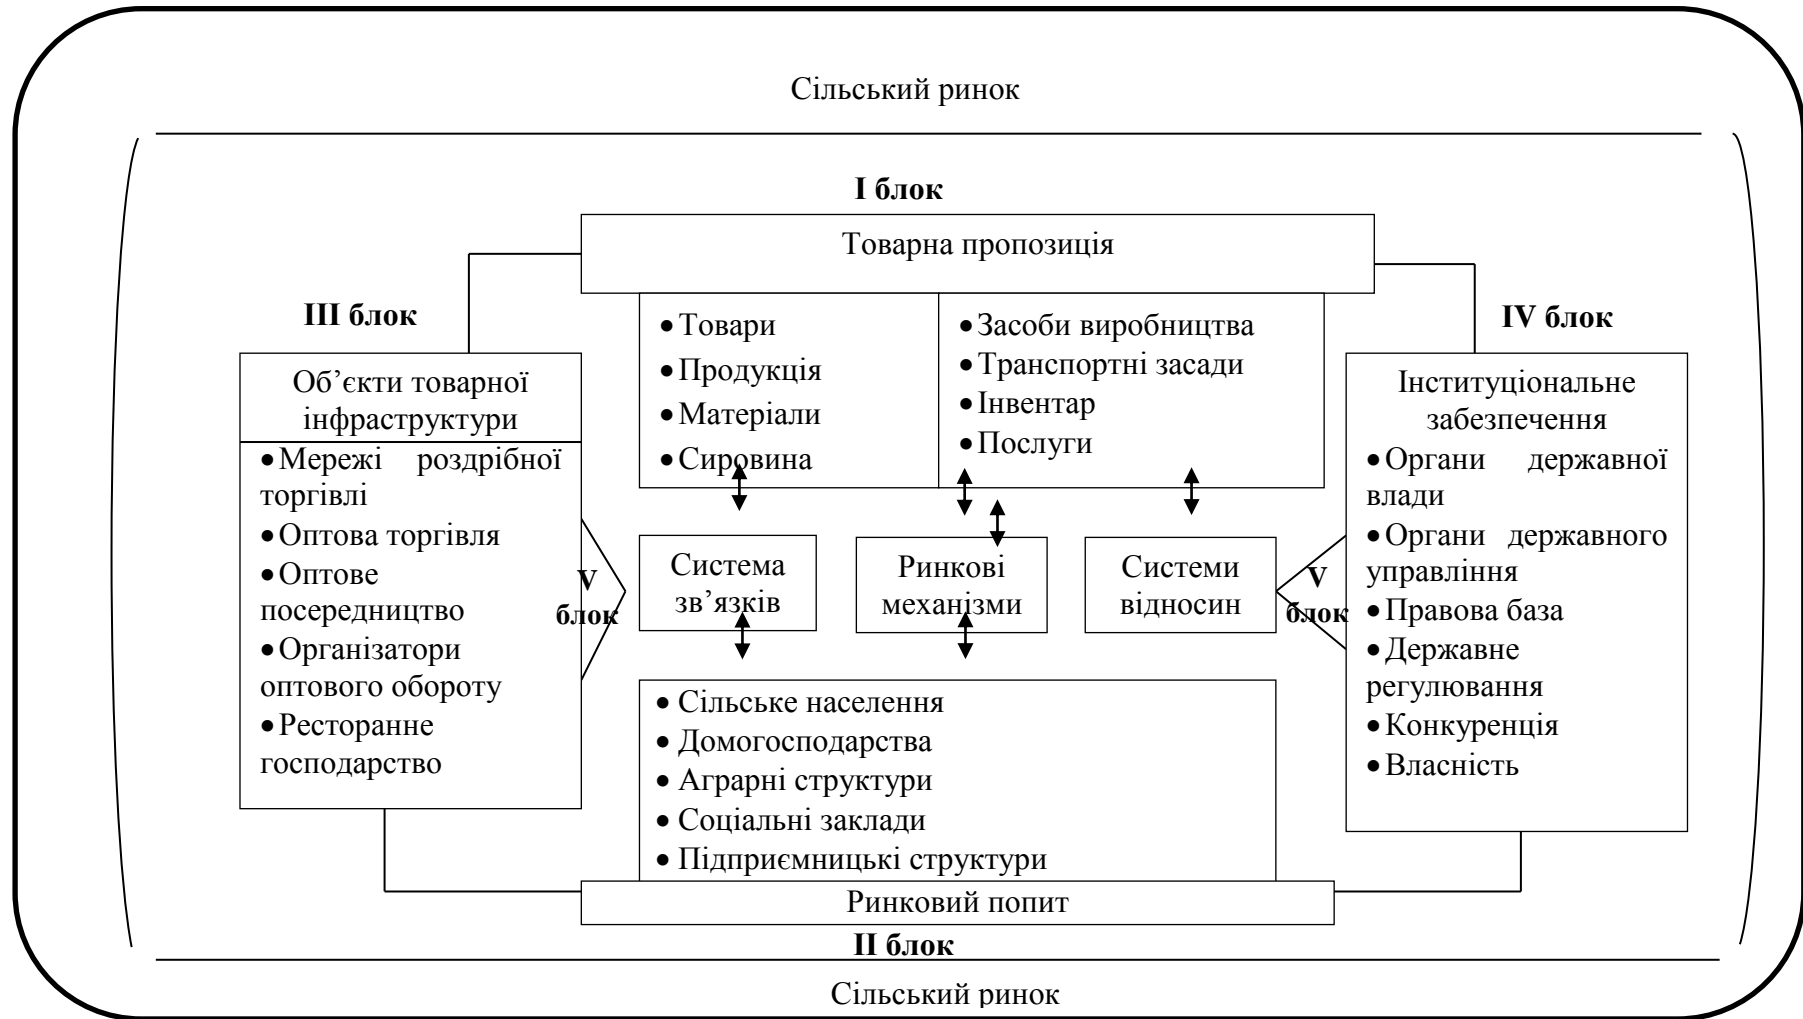 Сільський ринок
І блок
Товарна пропозиція
ІІІ блок
Об’єкти товарної
інфраструктури
•Мережі роздрібної
торгівлі
•Оптова торгівля
•Оптове
посередництво
•Організатори
оптового обороту
•Ресторанне
господарство
•Товари
•Продукція
•Матеріали
•Сировина
•Засоби виробництва
•Транспортні засади
•Інвентар
•Послуги
IV блок
Інституціональне
забезпечення
•Органи державної
влади
•Органи державного
управління
•Правова база
•Державне
регулювання
•Конкуренція
•Власність
V
блок
Система
зв’язків
Ринкові
механізми
Системи
відносин
V
блок
• Сільське населення
• Домогосподарства
• Аграрні структури
• Соціальні заклади
• Підприємницькі структури
Ринковий попит
ІІ блок
Сільський ринок